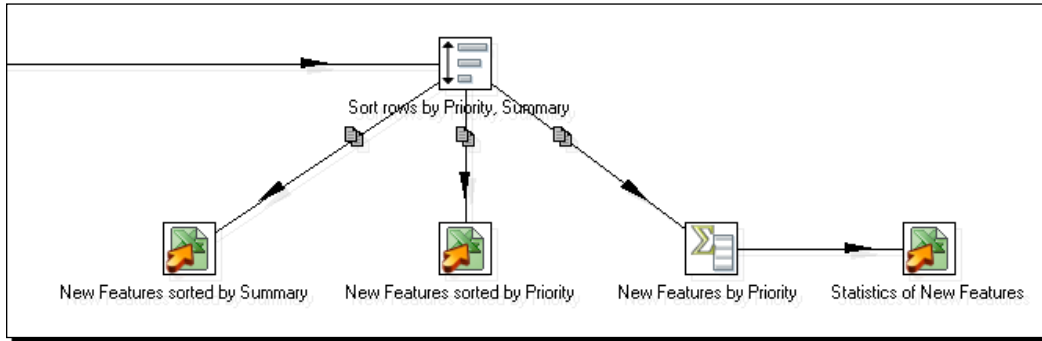 Sort rows by Priority, Summary
New Features sorted by Summary
New Features sorted by Priority
New Features by Priority
Statistics of New Features